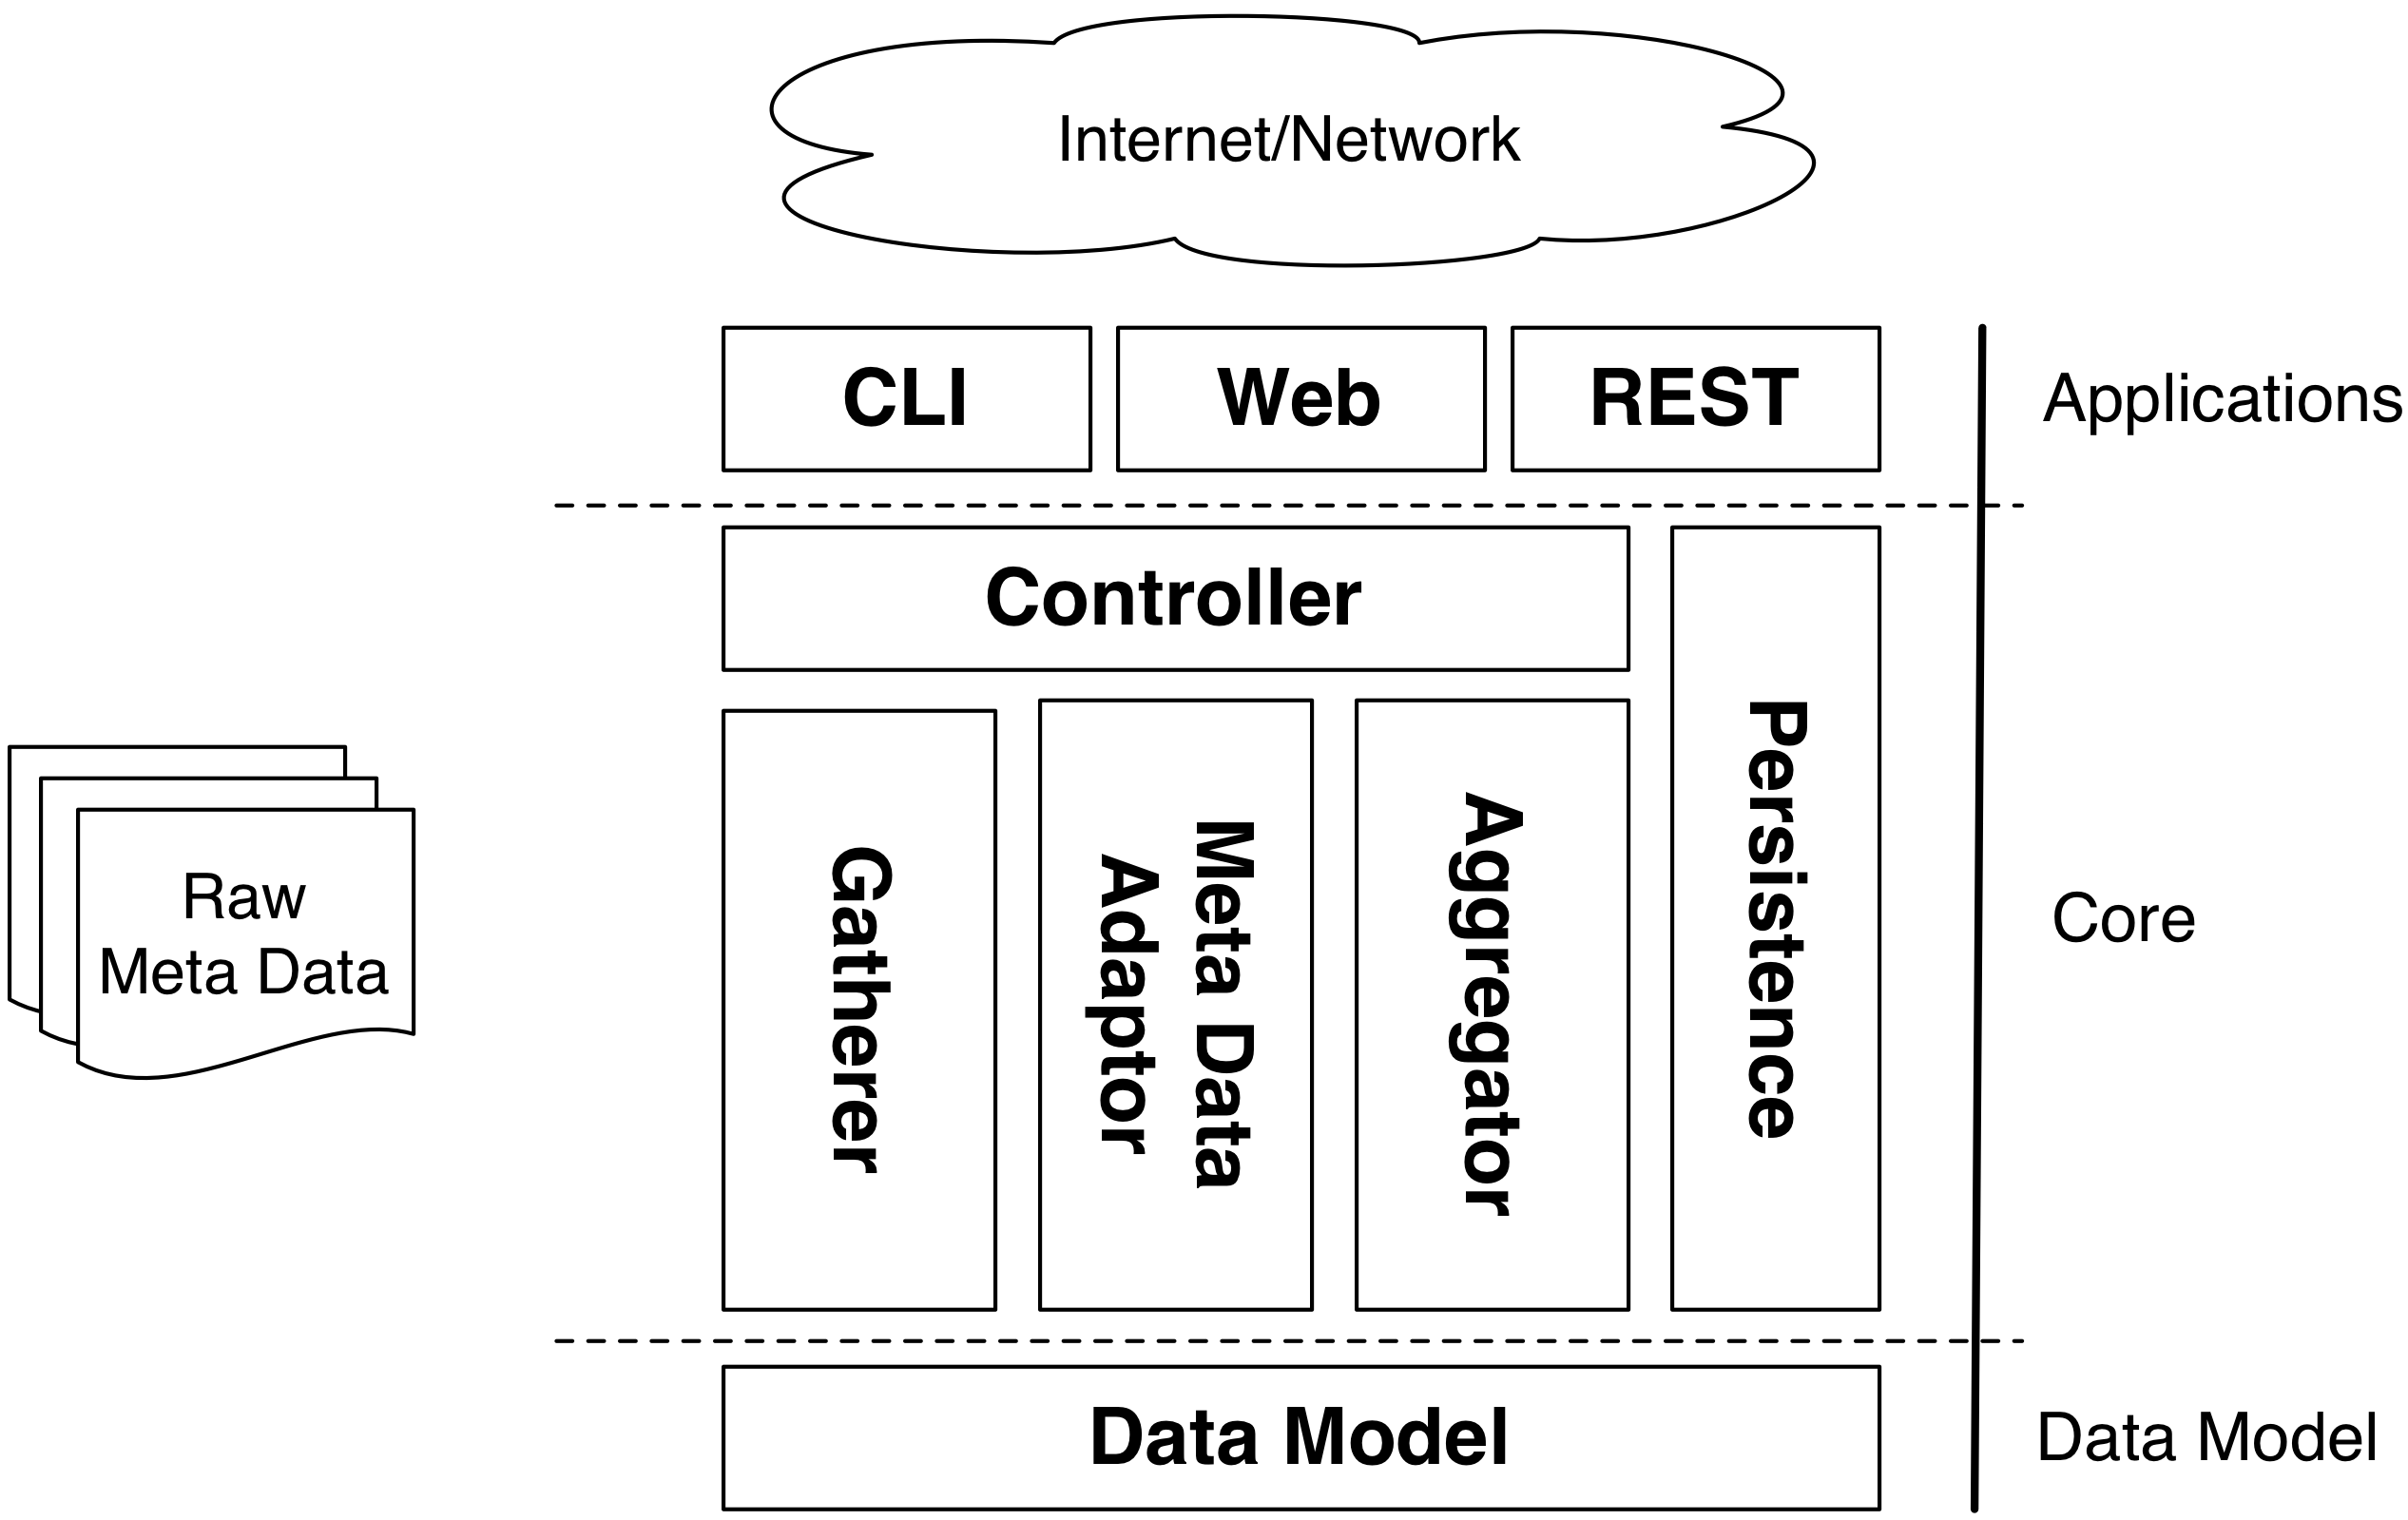 Internet/Network
CLI
Web
REST
Applications
Controller
Persistence
Gatherer
Meta Data
Adaptor
Aggregator
Raw
Meta Data
Core
Data Model
Data Model